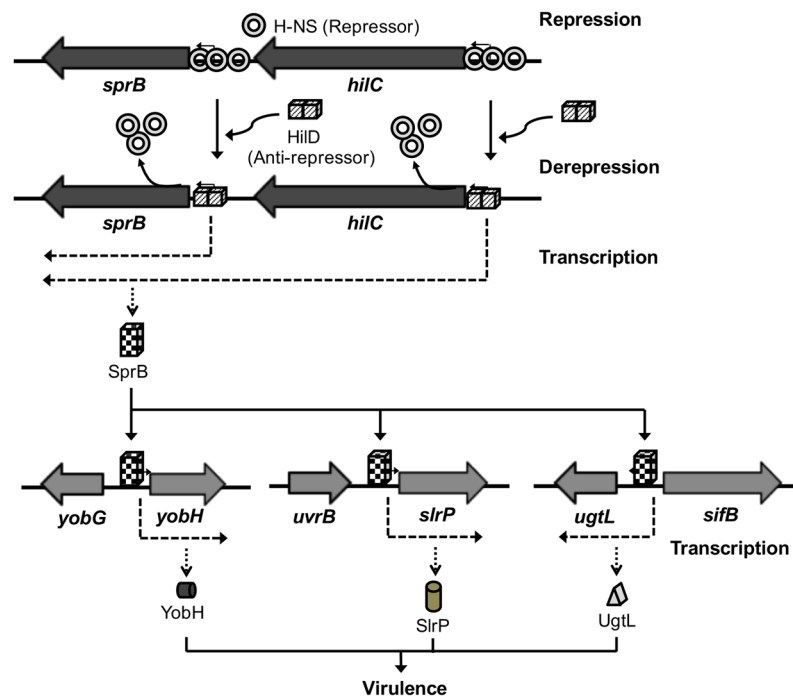 H-NS (Repressor)
Repression
sprB
hilC
HilD
(Anti-repressor)
Derepression
sprB
hilC
Transcription
SprB
yobG
yobH
uvrB
slrP
ugtL
sifB
Transcription
YobH
SlrP
UgtL
Virulence